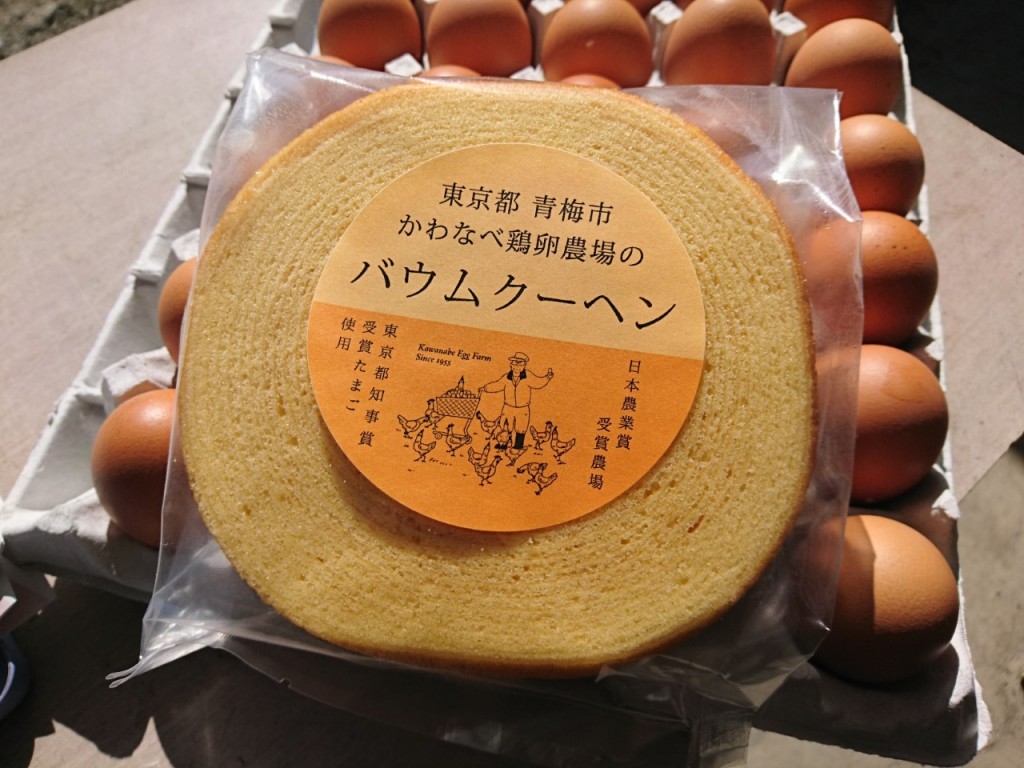 東京都 青梅市
かわなべ鶏卵農場の
バウムクーヘン
東京都知事賞
受賞たまご
使用
Kawanabe Egg Farm
Since 1955
日本農業賞
受賞農場